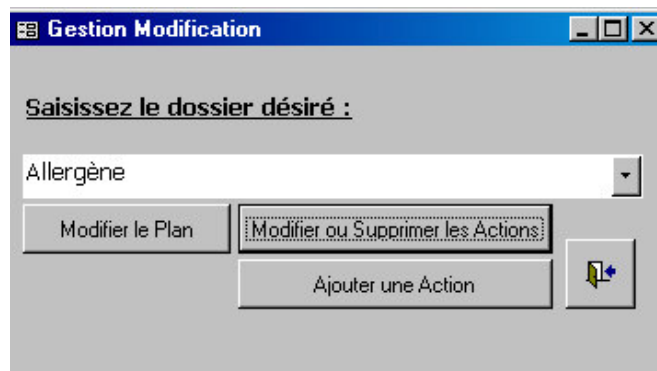 Gestion Modification
Saisissez le dossier désiré :
Allergène
Modifier le Plan
Modifier ou Supprimer les Actions
Ajouter une Action